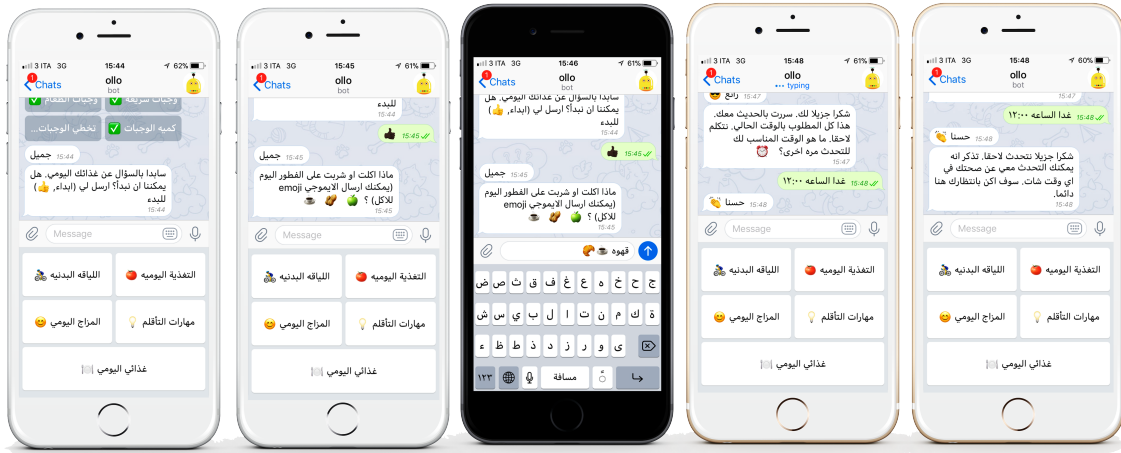 3 ITA 3G 15:44 62%
1
Chats
ollo
bot
وجبات سريعه ✅ وجبات الطعام ✅
كميه الوجبات ✅ تخطي الوجبات...
جميل 15:44
سابدا بالسؤال عن غذائك اليومي. هل
يمكننا ان نبدأ؟ ارسل لي (ابداء, 👍)
للبدء
15:44
Message
التغذية اليوميه 🍎 اللياقه البدنيه 🚴
مهارات التأقلم 💡 المزاج اليومي 😊
غذائي اليومي 🍽
3 ITA 3G 15:45 61%
1
Chats
ollo
bot
للبدء
15:44
👍🏿 15:45
جميل 15:45
ماذا اكلت او شربت على الفطور اليوم
(يمكنك ارسال الايموجي emoji
للاكل) ؟ 🍏 🥜 ☕
15:45
Message
التغذية اليوميه 🍎 اللياقه البدنيه 🚴
مهارات التأقلم 💡 المزاج اليومي 😊
غذائي اليومي 🍽
3 ITA 3G 15:46 61%
1
Chats
ollo
bot
سابدا بالسؤال عن غذائك اليومي. هل
يمكننا ان نبدأ؟ ارسل لي (ابداء, 👍)
للبدء
15:44
👍🏿 15:45
جميل 15:45
ماذا اكلت او شربت على الفطور اليوم
(يمكنك ارسال الايموجي emoji
للاكل) ؟ 🍏 🥜 ☕
15:45
قهوه ☕ 🥐
ج ح خ ه ع غ ف ق ث ص ض
ة ك م ن ت ا ل ب ي س ش
ى و ر ز د ذ ط ظ ء
١٢٣ مسافة
3 ITA 3G 15:48 61%
1
Chats
ollo
typing
رائع 😎 15:47
شكرا جزيلا لك. سررت بالحديث معك.
هذا كل المطلوب بالوقت الحالي. نتكلم
لاحقا. ما هو الوقت المناسب لك
للتحدث مره اخرى؟ ⏰
15:47
غدا الساعه ١٢:٠٠ 15:48
حسنا 👏 15:48
Message
التغذية اليوميه 🍎 اللياقه البدنيه 🚴
مهارات التأقلم 💡 المزاج اليومي 😊
غذائي اليومي 🍽
3 ITA 3G 15:48 60%
1
Chats
ollo
bot
غدا الساعه ١٢:٠٠ 15:48
حسنا 👏 15:48
شكرا جزيلا نتحدث لاحقا. تذكر انه
يمكنك التحدث معي عن صحتك في
اي وقت شات. سوف اكن بانتظارك هنا
دائما.
15:48
Message
التغذية اليوميه 🍎 اللياقه البدنيه 🚴
مهارات التأقلم 💡 المزاج اليومي 😊
غذائي اليومي 🍽